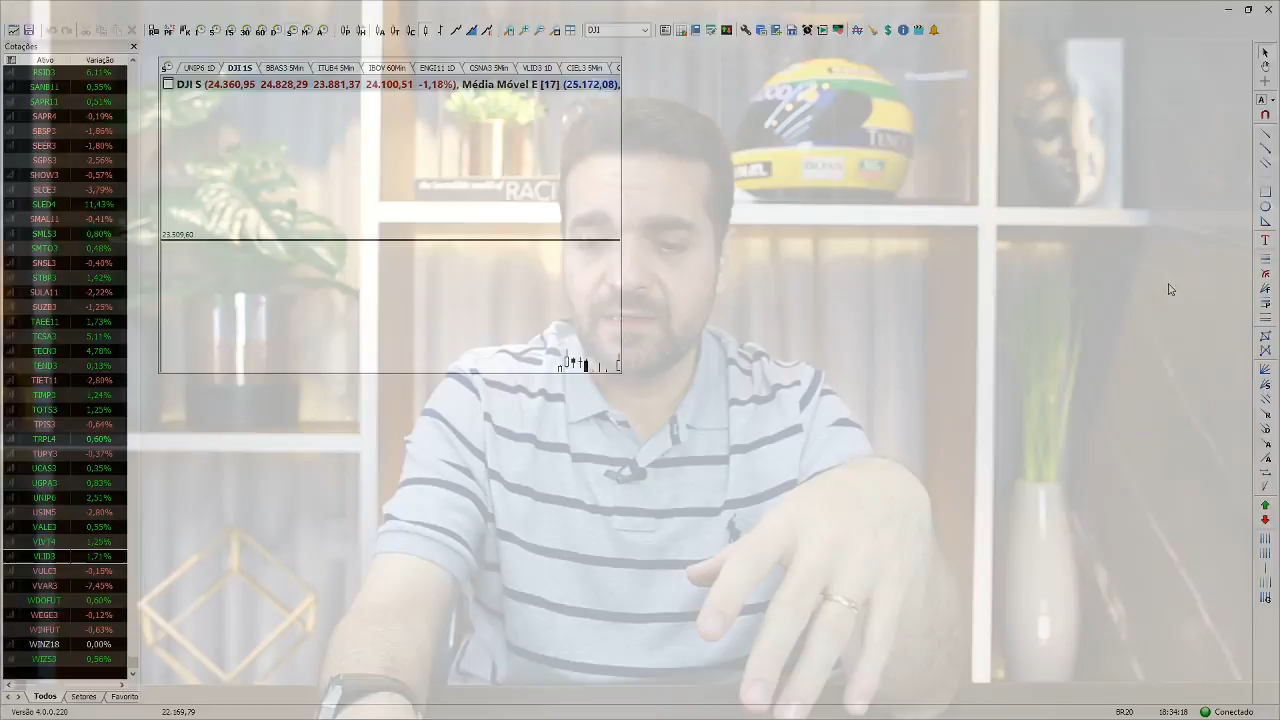 DJI
Cotações
Ativo Variação
RSID3 6,11%
SANB11 0,55%
SAPR11 0,51%
SAPR4 -0,19%
SBSP3 -1,86%
SEER3 -1,80%
SGPS3 -2,56%
SHOW3 -0,57%
SLCE3 -3,79%
SLED4 11,43%
SMAL11 -0,41%
SMLS3 0,80%
SMTO3 0,48%
SNSL3 -0,40%
STBP3 1,42%
SULA11 -2,22%
SUZB3 -1,25%
TAEE11 1,73%
TCSA3 5,11%
TECN3 4,78%
TEND3 0,13%
TIET11 -2,80%
TIMP3 1,24%
TOTS3 1,25%
TPIS3 -0,64%
TRPL4 0,60%
TUPY3 -0,37%
UCAS3 0,35%
UGPA3 0,83%
UNIP6 2,51%
USIM5 -2,80%
VALE3 0,55%
VIVT4 1,25%
VLID3 1,71%
VULC3 -0,15%
VVAR3 -7,45%
WDOFUT 0,60%
WEGE3 -0,12%
WINFUT -0,63%
WINZ18 0,00%
WIZS3 0,56%
Todos Setores Favorito
UNIP6 1D DJI 1S BBAS3 5Min ITUB4 5Min IBOV 60Min ENGI11 1D CSNA3 5Min VLID3 1D CIEL3 5Min
DJI S (24.360,95 24.828,29 23.881,37 24.100,51 -1,18%), Média Móvel E [17] (25.172,08),
23.509,60
RACI
Versão 4.0.0.220 22.169,79 BR20 18:34:18 Conectado